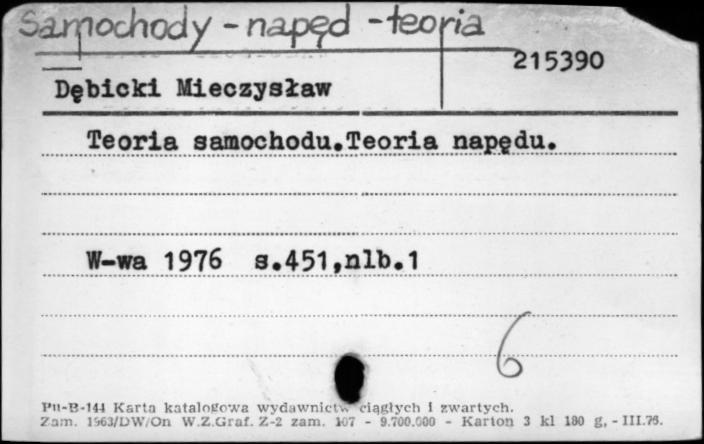 Samochody - napęd - teoria
215390
Dębicki Mieczysław
Teoria samochodu.Teoria napędu.
W-wa 1976 s.451,nlb.1
6
Pu-B-144 Karta katalogowa wydawnictw ciągłych i zwartych.
Zam. 1563/DW/On W.Z.Graf. Z-2 zam. 107 - 9.700.000 - Karton 3 kl 180 g, - III.76.